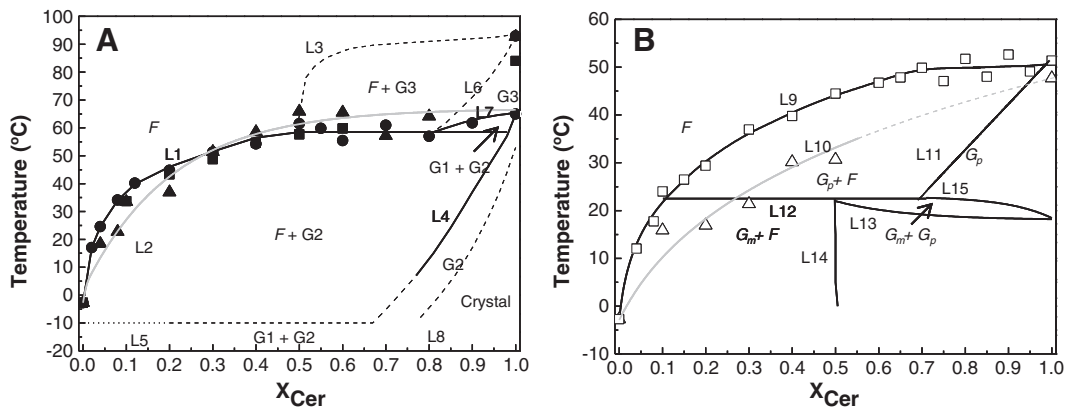 A
Temperature (°C)
100
90
80
70
60
50
40
30
20
10
0
-10
-20
L3
F + G3
L6
G3
L7
F
L1
G1 + G2
L2
L4
F + G2
G2
Crystal
L5
G1 + G2
L8
0.0 0.1 0.2 0.3 0.4 0.5 0.6 0.7 0.8 0.9 1.0
XCer
B
Temperature (°C)
60
50
40
30
20
10
0
-10
L9
F
L10
L11
Gp
Gp + F
L15
L12
L13
Gm + F
Gm + Gp
L14
0.0 0.1 0.2 0.3 0.4 0.5 0.6 0.7 0.8 0.9 1.0
XCer